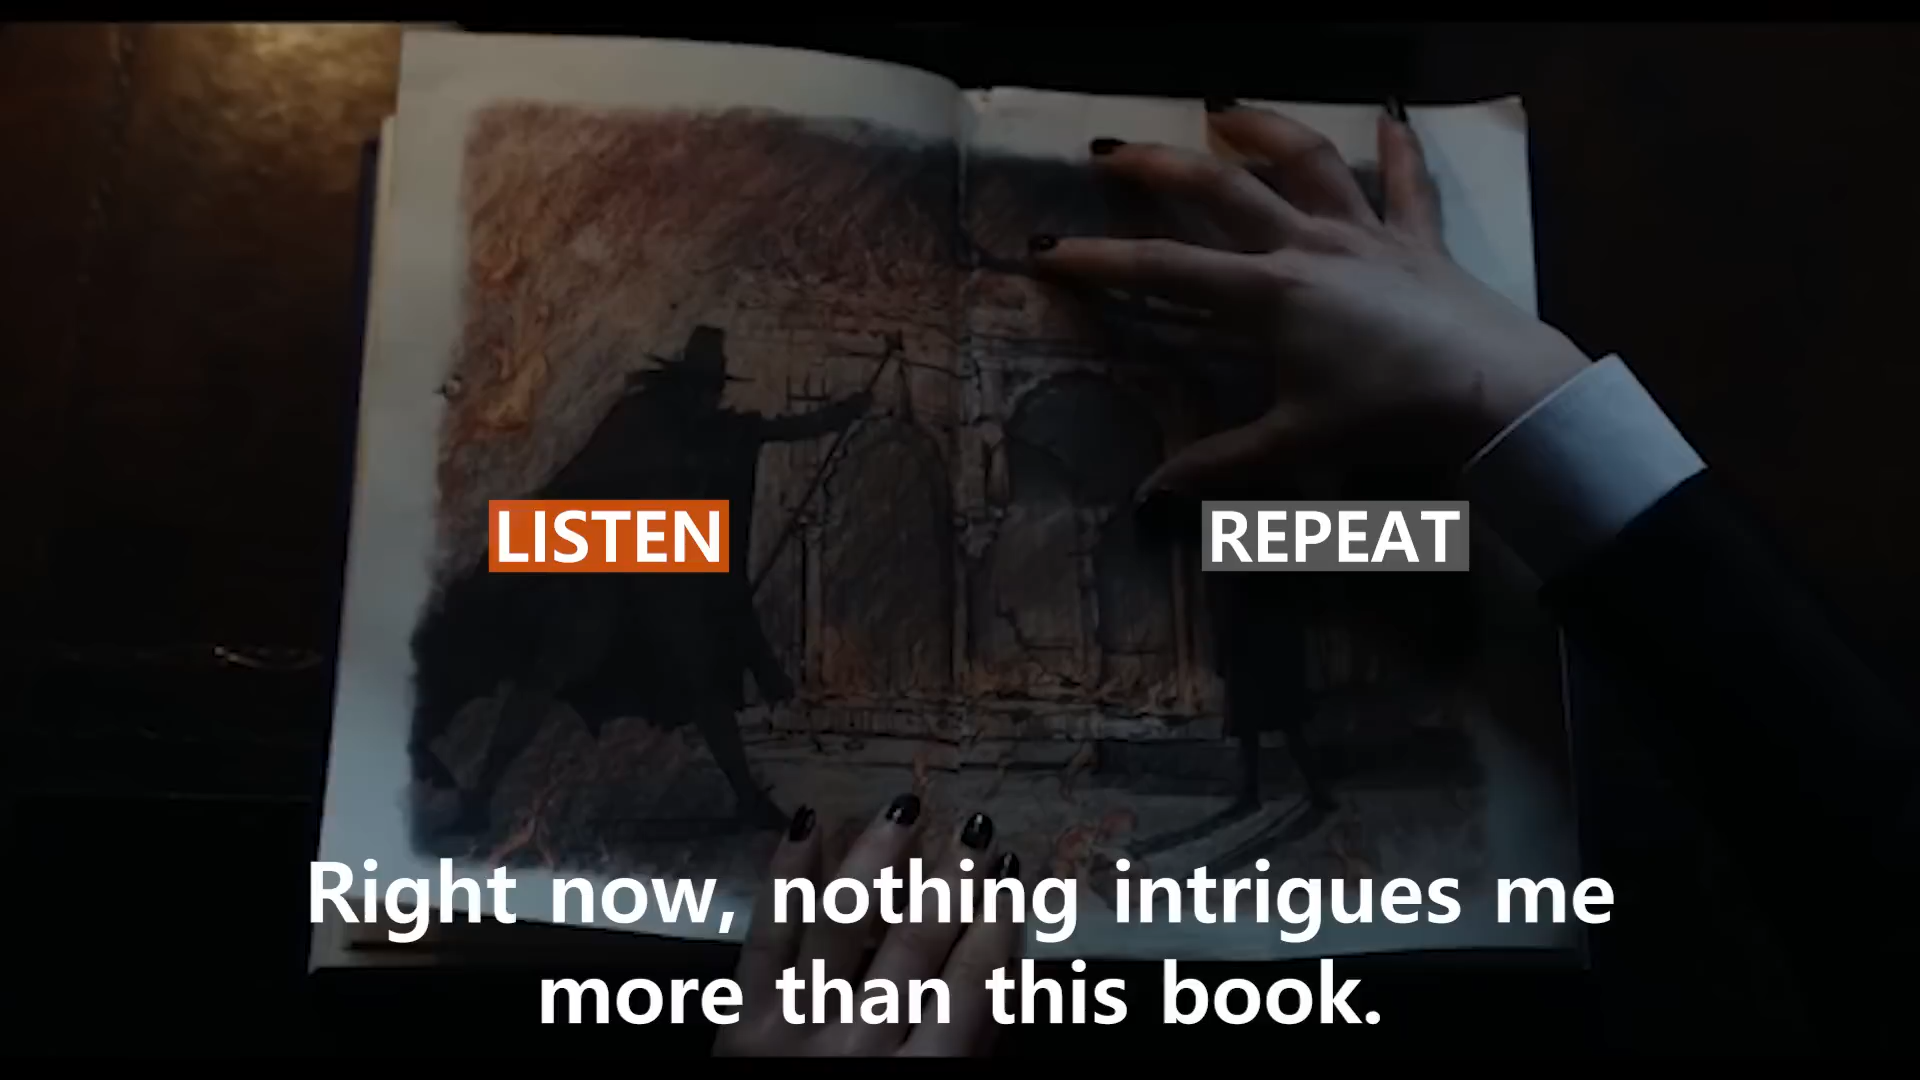 LISTEN
REPEAT
Right now, nothing intrigues me
more than this book.